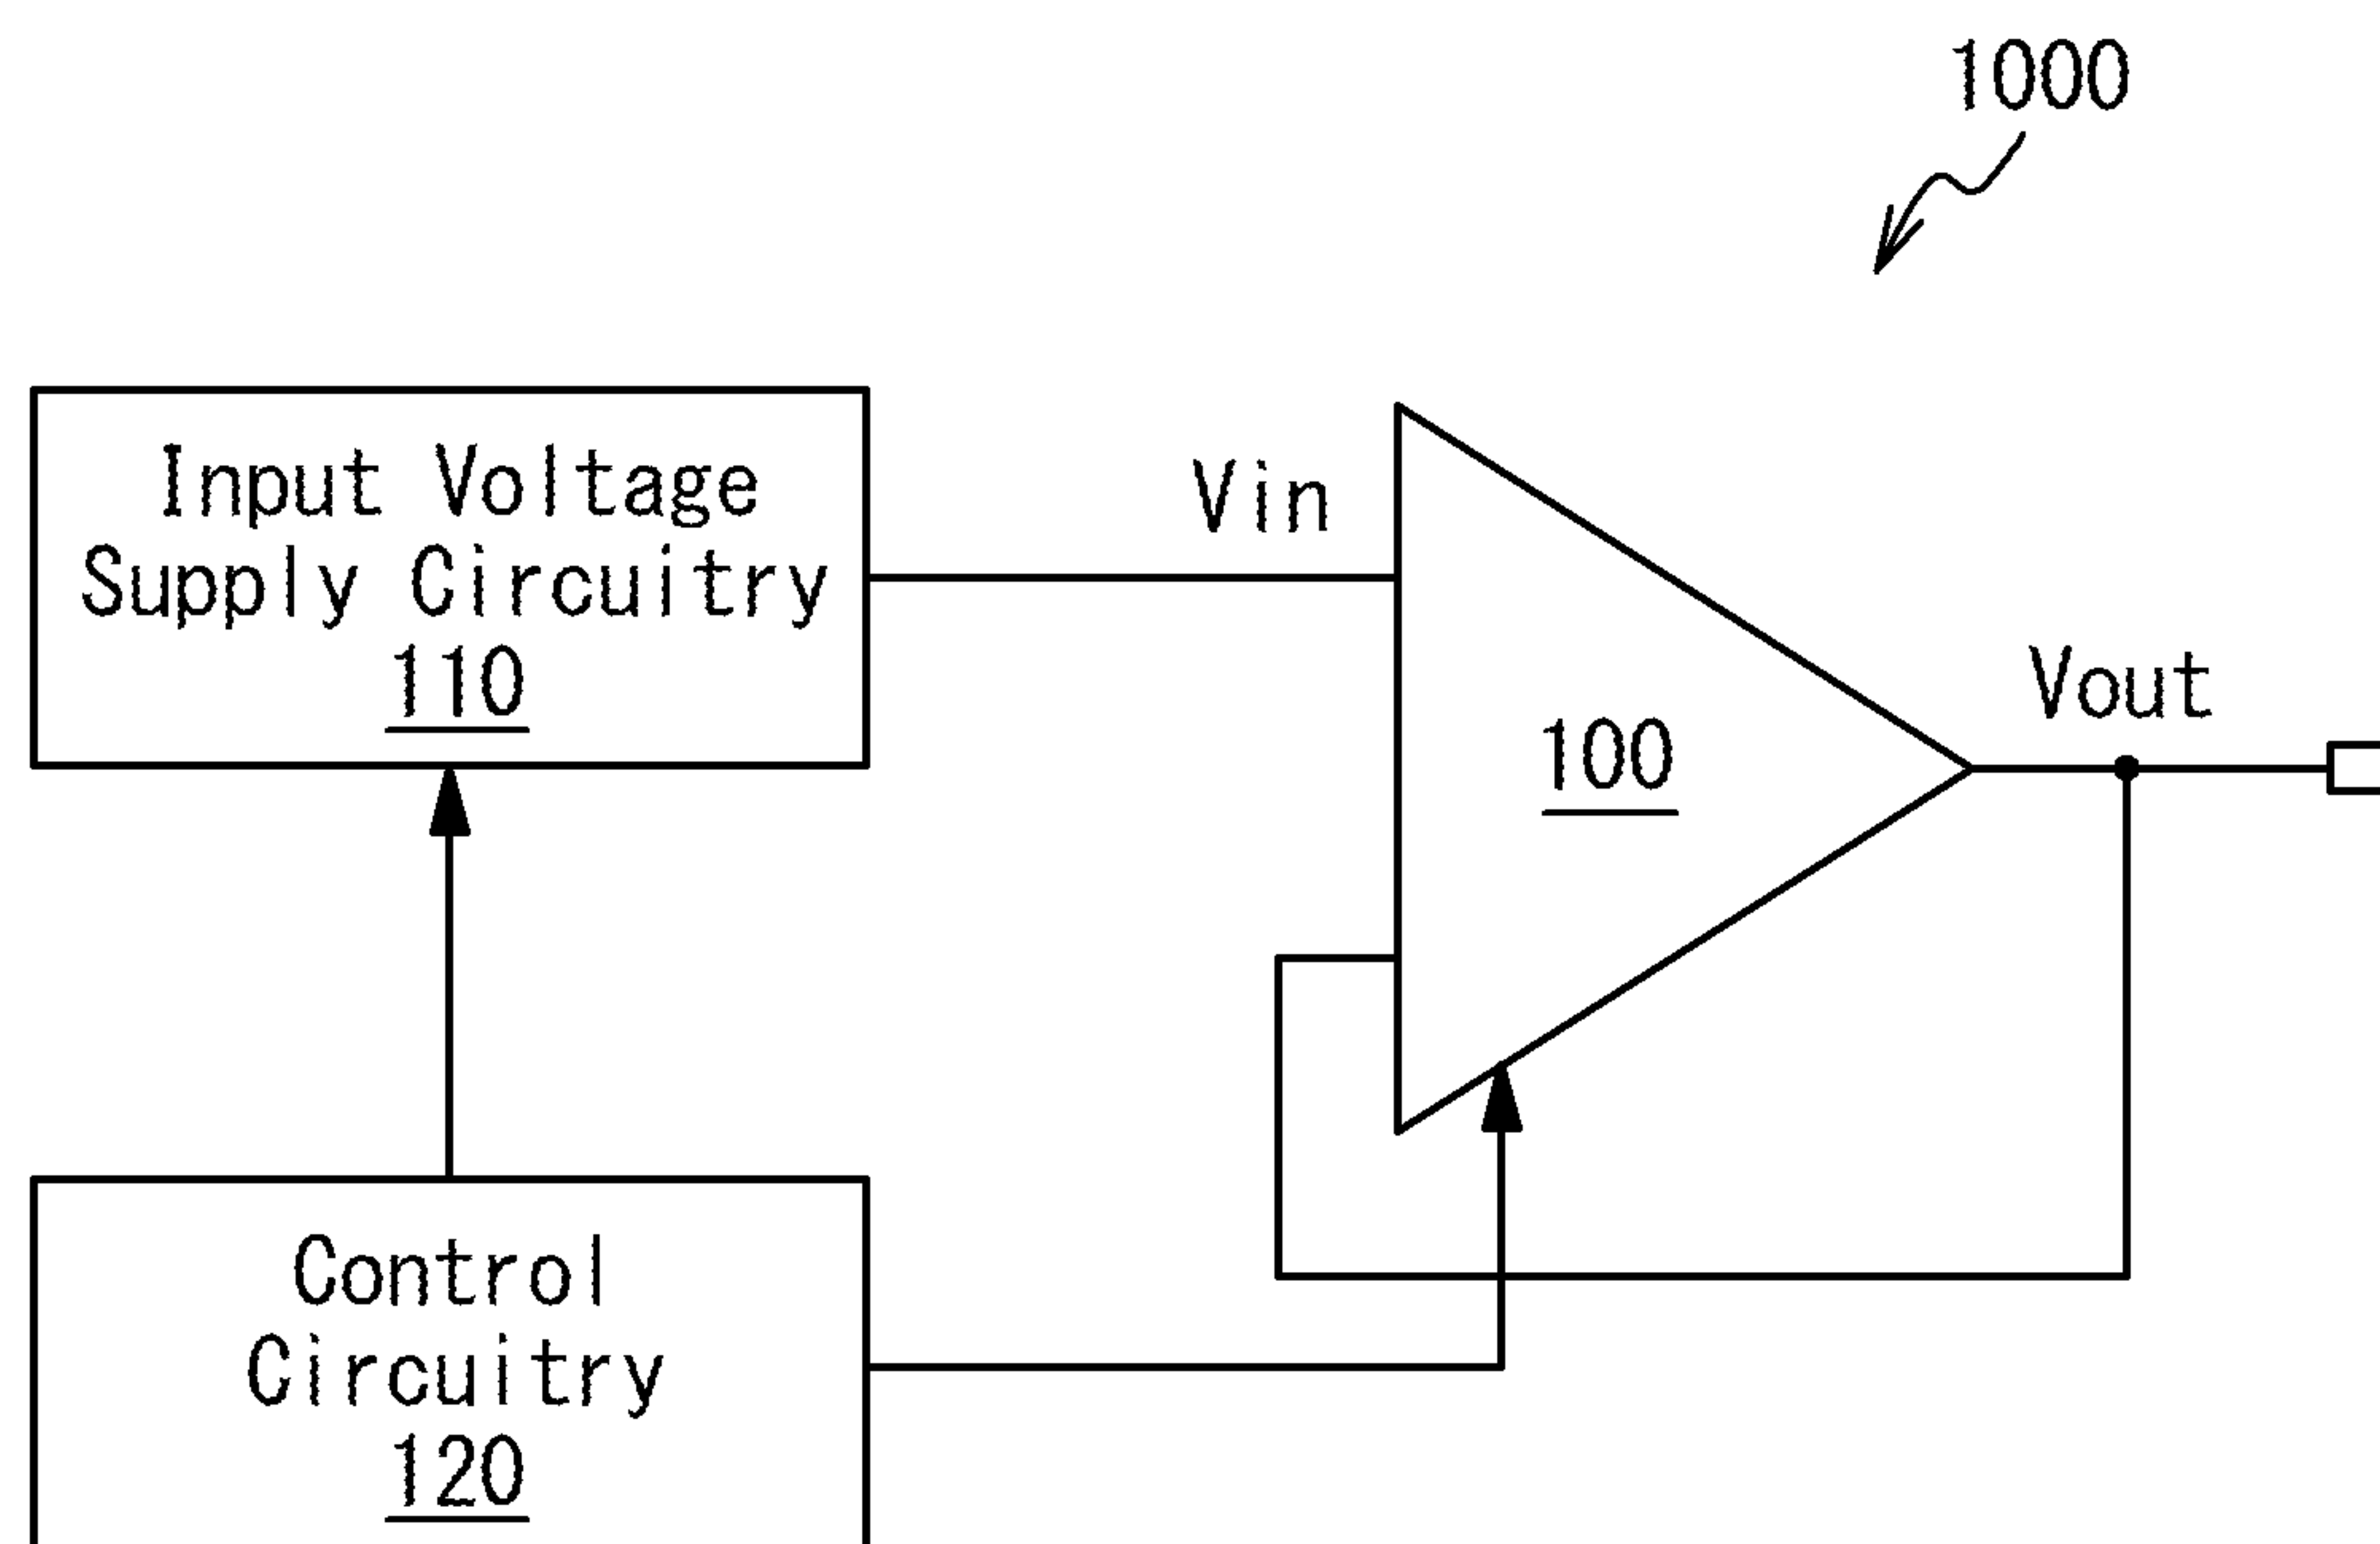 1000
Input Voltage
Supply Circuitry
110
Vin
100
Vout
Control
Circuitry
120